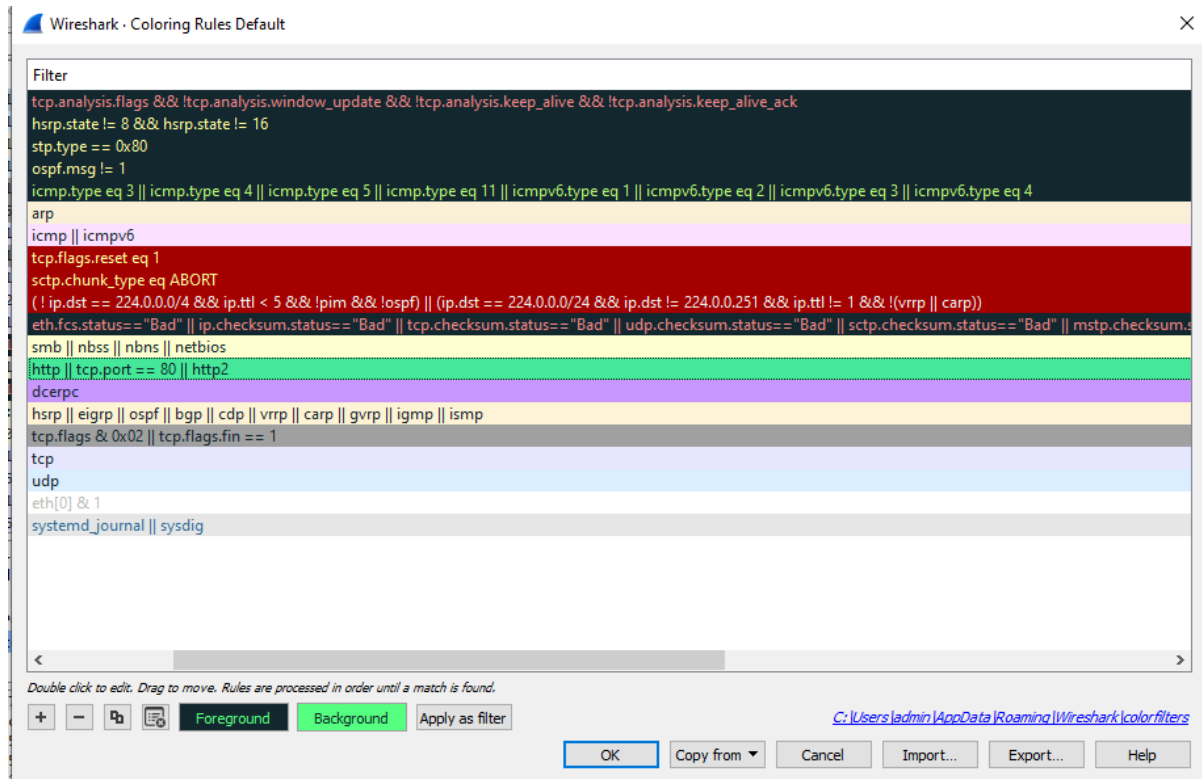 Wireshark · Coloring Rules Default
Filter
tcp.analysis.flags && !tcp.analysis.window_update && !tcp.analysis.keep_alive && !tcp.analysis.keep_alive_ack
hsrp.state != 8 && hsrp.state != 16
stp.type == 0x80
ospf.msg != 1
icmp.type eq 3 || icmp.type eq 4 || icmp.type eq 5 || icmp.type eq 11 || icmpv6.type eq 1 || icmpv6.type eq 2 || icmpv6.type eq 3 || icmpv6.type eq 4
arp
icmp || icmpv6
tcp.flags.reset eq 1
sctp.chunk_type eq ABORT
( ! ip.dst == 224.0.0.0/4 && ip.ttl < 5 && !pim && !ospf) || (ip.dst == 224.0.0.0/24 && ip.dst != 224.0.0.251 && ip.ttl != 1 && !(vrrp || carp))
eth.fcs.status=="Bad" || ip.checksum.status=="Bad" || tcp.checksum.status=="Bad" || udp.checksum.status=="Bad" || sctp.checksum.status=="Bad" || mstp.checksum.s
smb || nbss || nbns || netbios
http || tcp.port == 80 || http2
dcerpc
hsrp || eigrp || ospf || bgp || cdp || vrrp || carp || gvrp || igmp || ismp
tcp.flags & 0x02 || tcp.flags.fin == 1
tcp
udp
eth[0] & 1
systemd_journal || sysdig
Double click to edit. Drag to move. Rules are processed in order until a match is found.
Foreground Background Apply as filter C:\Users\admin\AppData\Roaming\Wireshark\colorfilters
OK Copy from Cancel Import... Export... Help